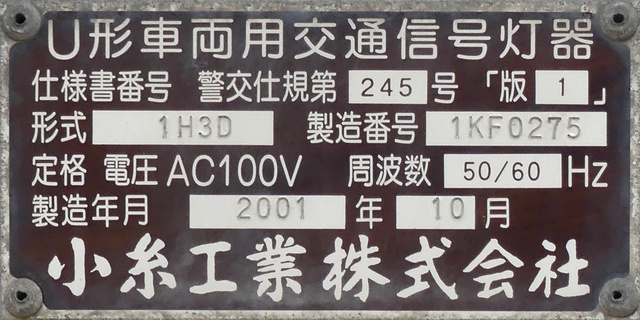 U形車両用交通信号灯器
仕様書番号 警交仕規第 245 号 「版 1 」
形式 1H3D 製造番号 1KF0275
定格 電圧 AC100V 周波数 50/60 Hz
製造年月 2001 年 10 月
小糸工業株式会社